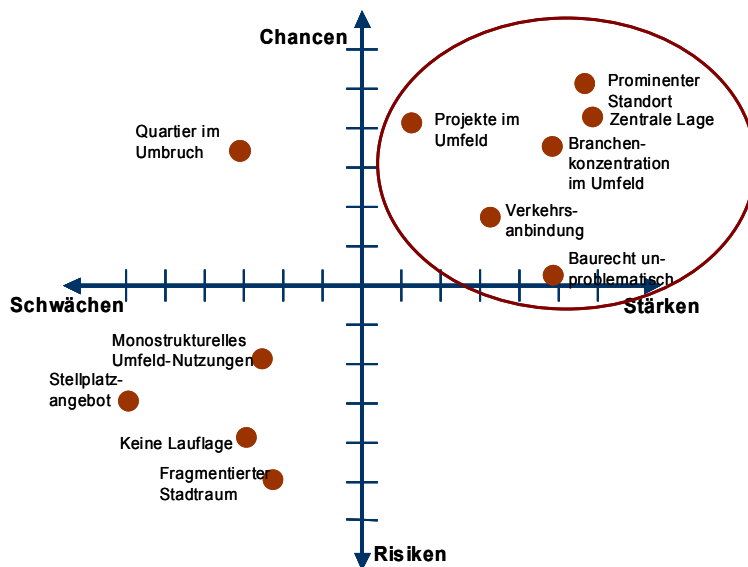 Chancen
Prominenter
Standort
Zentrale Lage
Projekte im
Umfeld
Quartier im
Umbruch
Branchen-
konzentration
im Umfeld
Verkehrs-
anbindung
Baurecht un-
problematisch
Schwächen
Stärken
Monostrukturelles
Umfeld-Nutzungen
Stellplatz-
angebot
Keine Lauflage
Fragmentierter
Stadtraum
Risiken